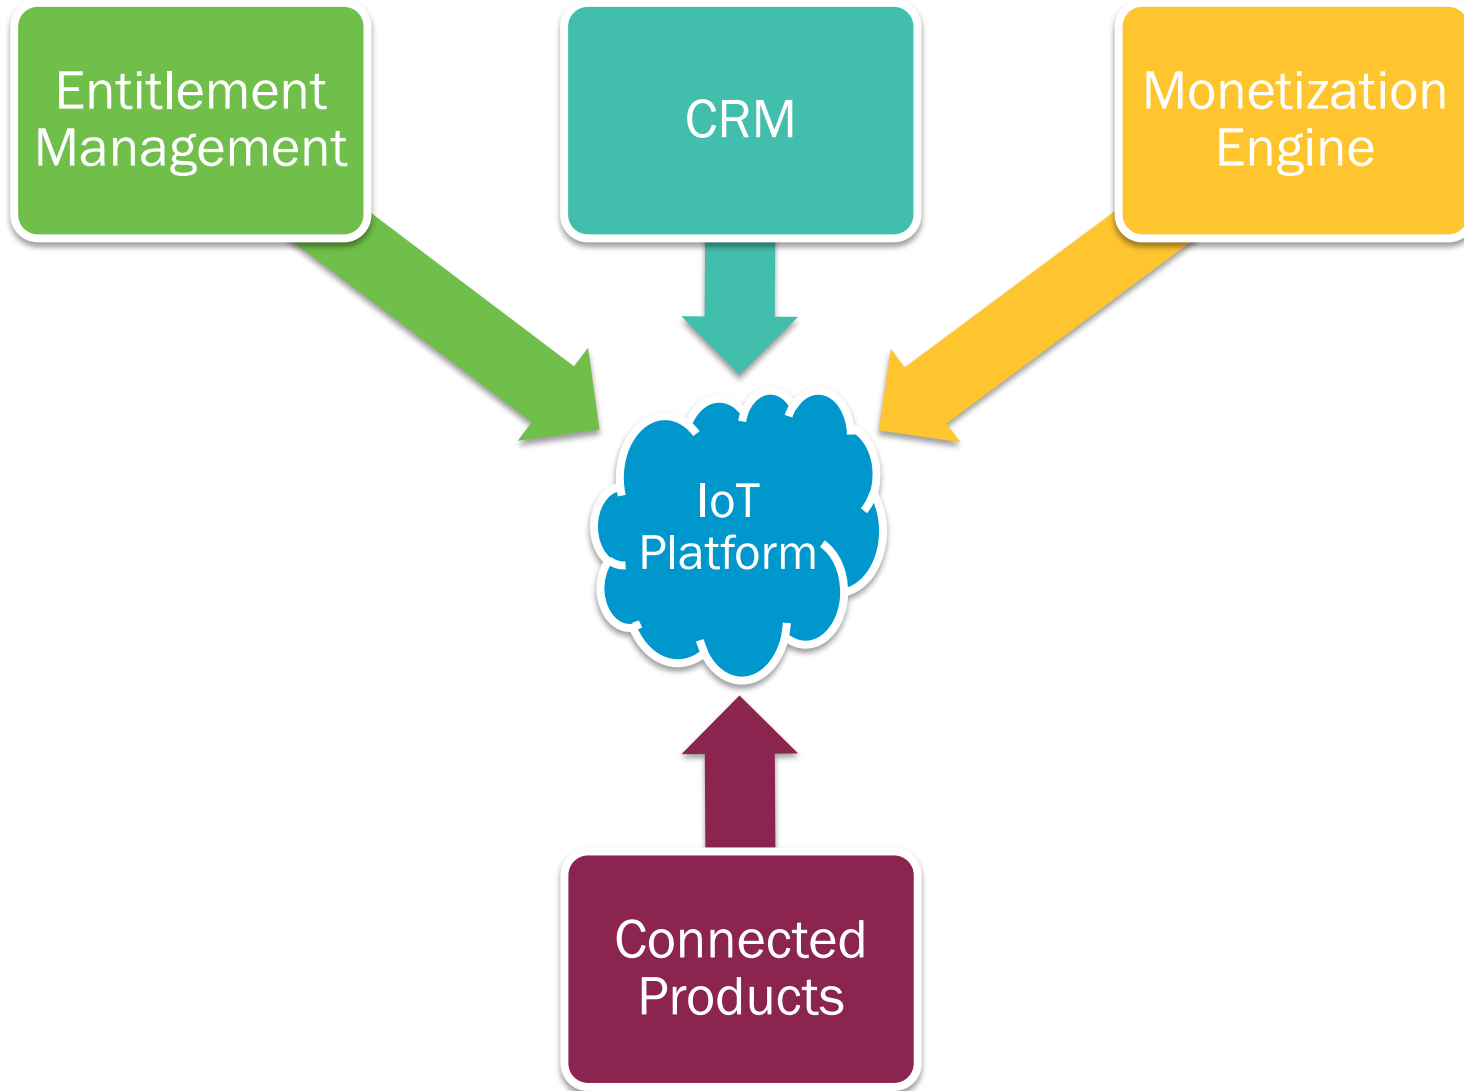 Entitlement
Management
CRM
Monetization
Engine
IoT
Platform
Connected
Products